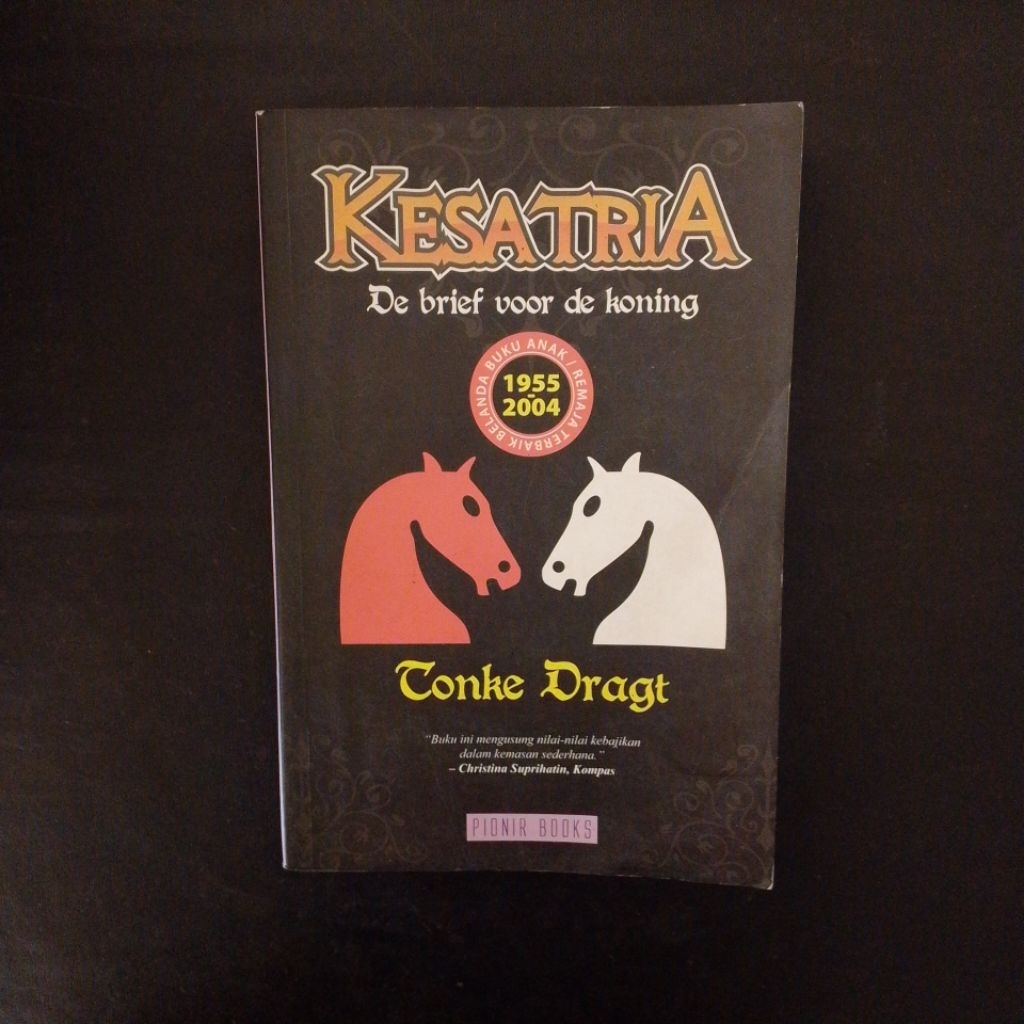 KESATRIA
De brief voor de koning
BUKU ANAK / REMAJA TERBAIK BELANDA
1955
-
2004
Tonke Dragt
“Buku ini mengusung nilai-nilai kebajikan
dalam kemasan sederhana.”
– Christina Suprihatin, Kompas
PIONIR BOOKS